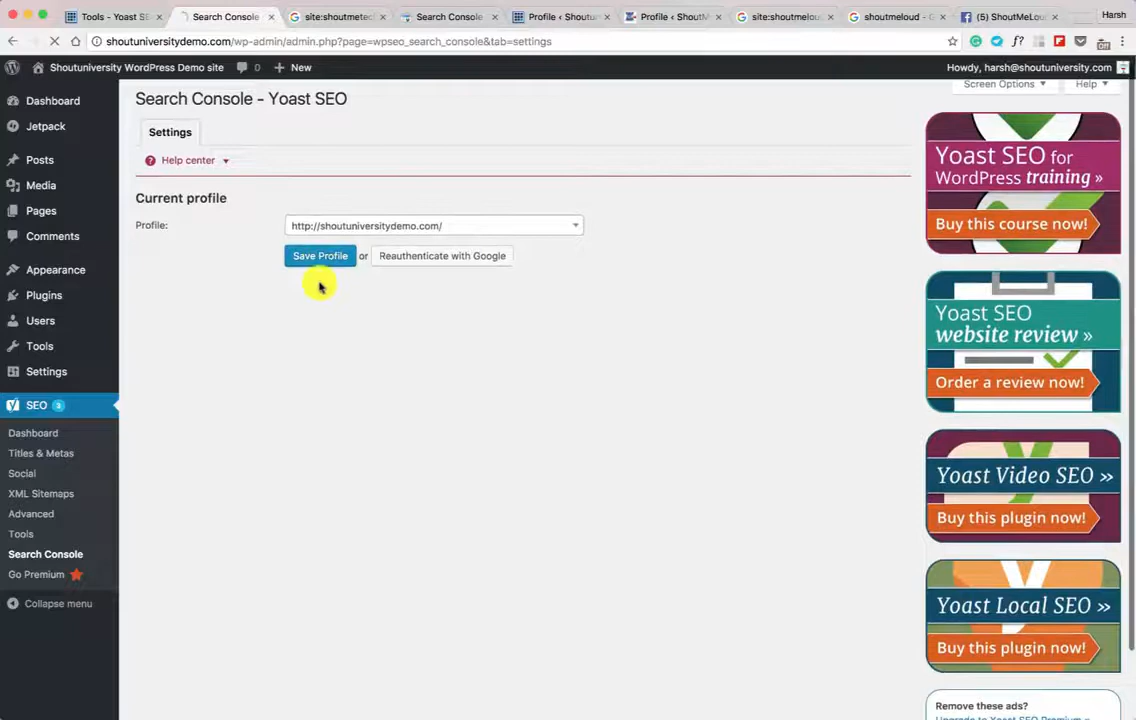 Tools - Yoast SE
Search Console
site:shoutmetec
Search Console
Profile ‹ Shoutun
Profile ‹ ShoutM
site:shoutmelou
shoutmeloud - G
(5) ShoutMeLou
Harsh
shoutuniversitydemo.com/wp-admin/admin.php?page=wpseo_search_console&tab=settings
f?
Off
Shoutuniversity WordPress Demo site
0
New
Howdy, harsh@shoutuniversity.com
Screen Options
Help
Dashboard
Jetpack
Posts
Media
Pages
Comments
Appearance
Plugins
Users
Tools
Settings
SEO 3
Dashboard
Titles & Metas
Social
XML Sitemaps
Advanced
Tools
Search Console
Go Premium
Collapse menu
Search Console - Yoast SEO
Settings
Help center
Current profile
Profile:
http://shoutuniversitydemo.com/
Save Profile or Reauthenticate with Google
Yoast SEO for
WordPress training »
Buy this course now!
Yoast SEO
website review »
Order a review now!
Yoast Video SEO »
Buy this plugin now!
Yoast Local SEO »
Buy this plugin now!
Remove these ads?
Upgrade to Yoast SEO Premium »